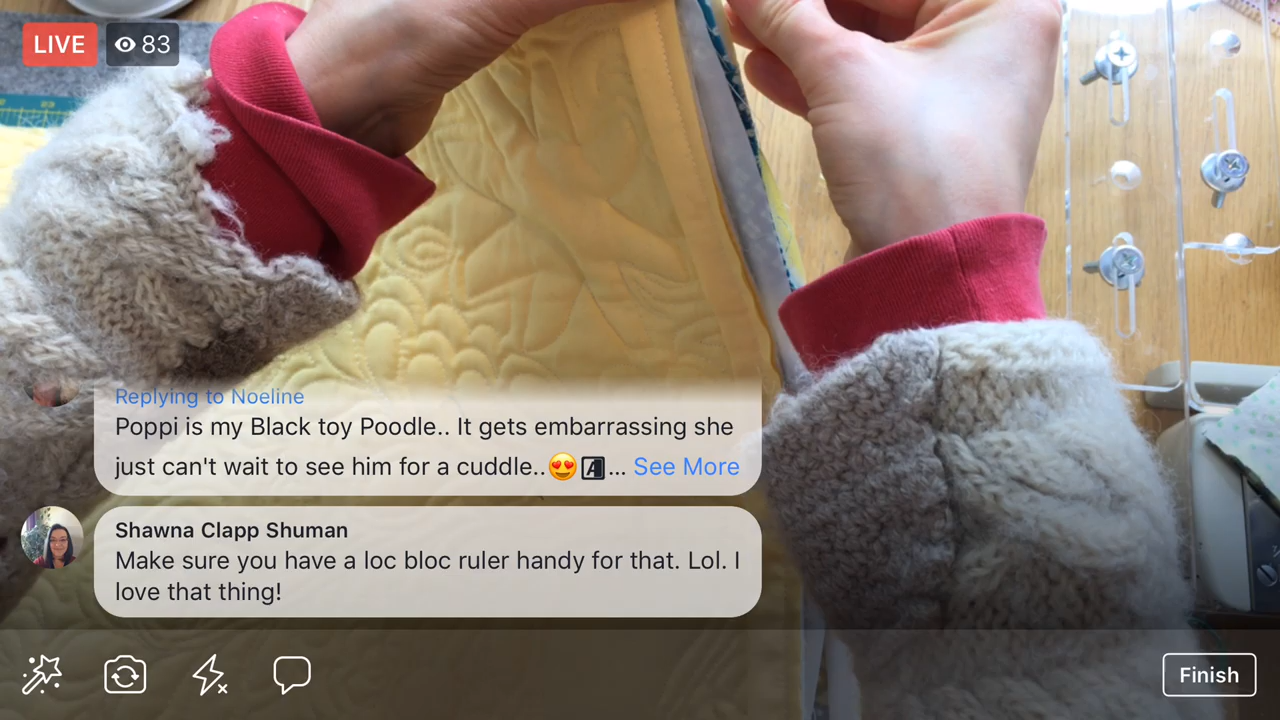 LIVE
83
Replying to Noeline
Poppi is my Black toy Poodle.. It gets embarrassing she
just can't wait to see him for a cuddle..😍... See More
Shawna Clapp Shuman
Make sure you have a loc bloc ruler handy for that. Lol. I
love that thing!
Finish